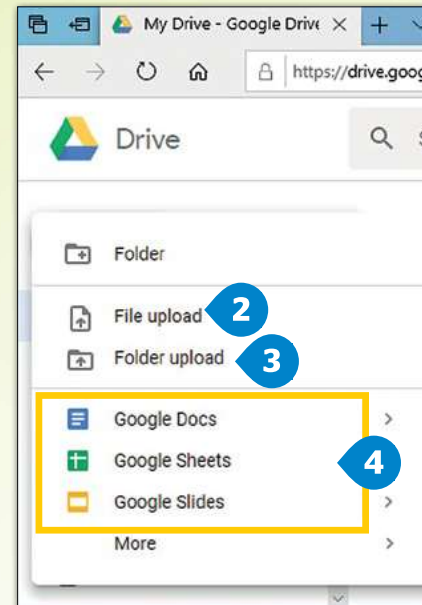 My Drive - Google Drive
https://drive.goog
Drive
Folder
File upload 2
Folder upload 3
Google Docs
Google Sheets 4
Google Slides
More